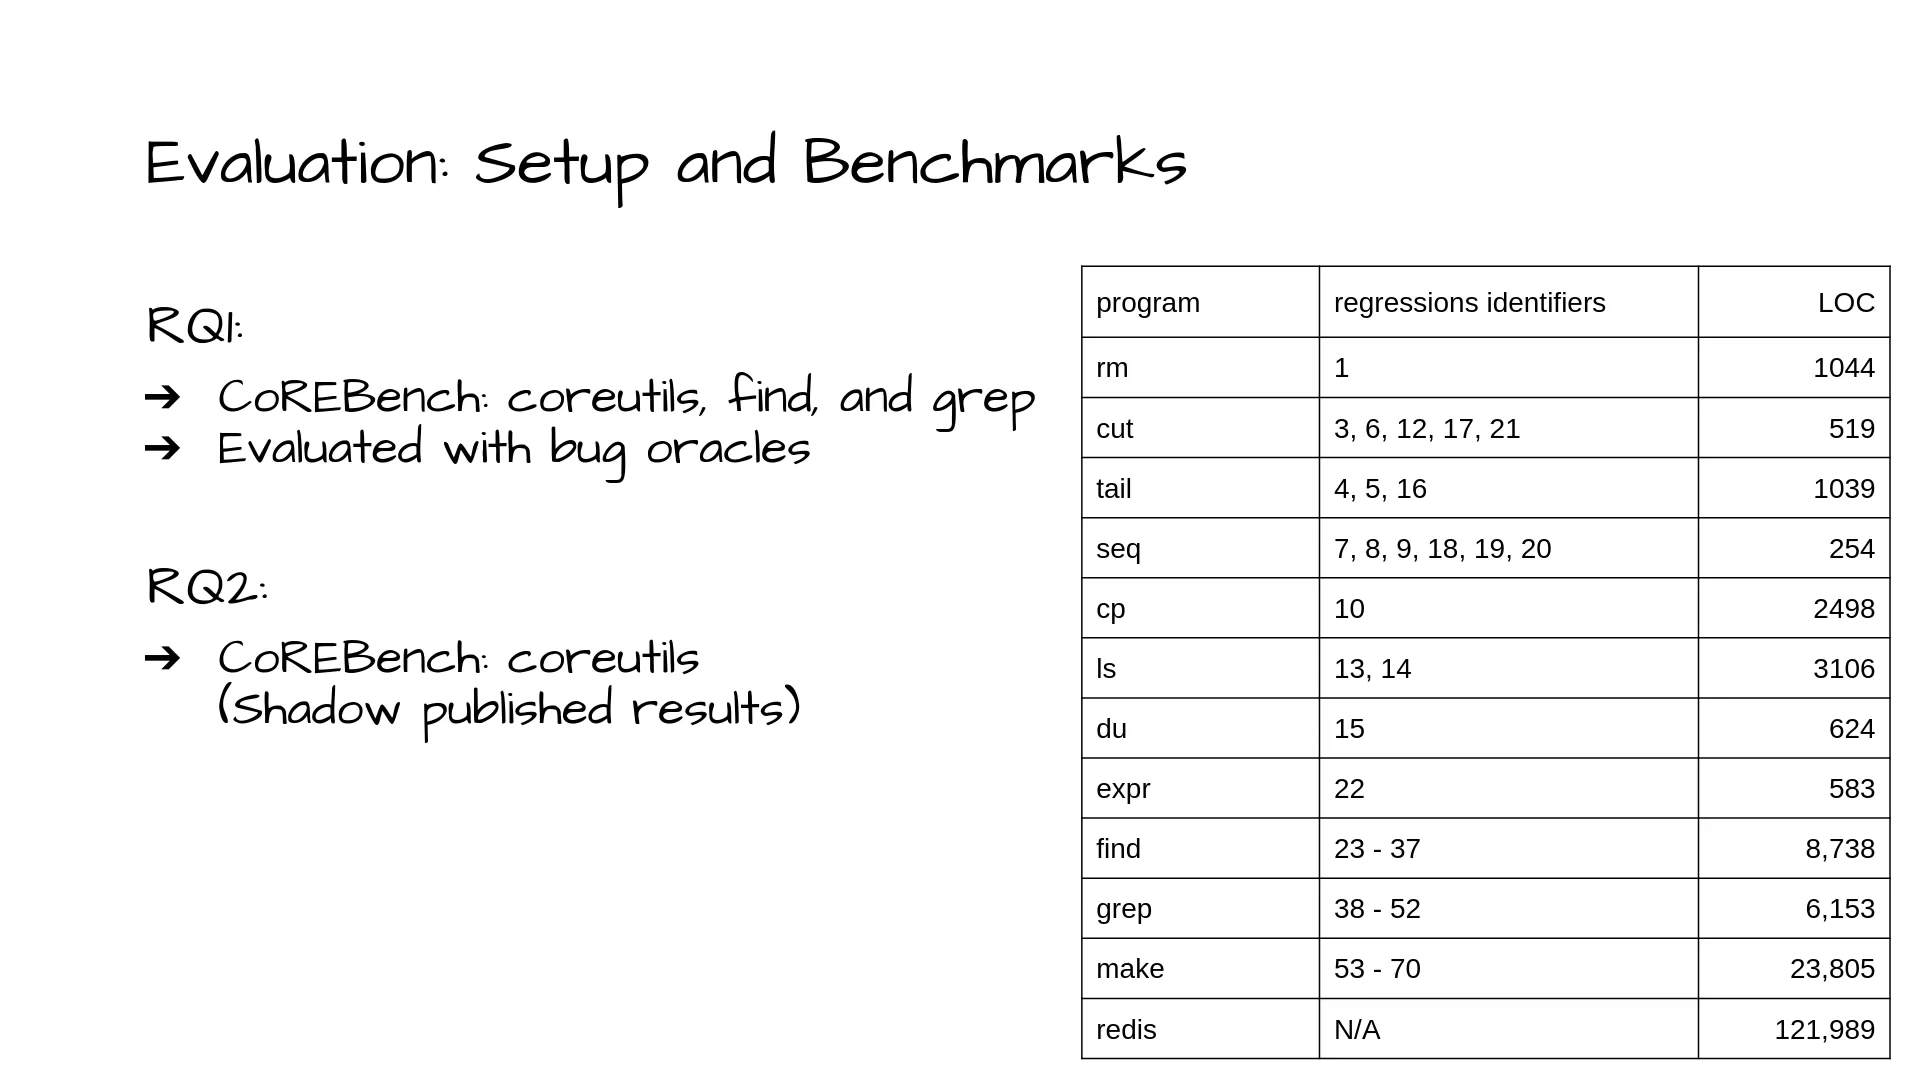 Evaluation: Setup and Benchmarks
RQ1:
➔ CoREBench: coreutils, find, and grep
➔ Evaluated with bug oracles
RQ2:
➔ CoREBench: coreutils
(Shadow published results)
program regressions identifiers LOC
rm 1 1044
cut 3, 6, 12, 17, 21 519
tail 4, 5, 16 1039
seq 7, 8, 9, 18, 19, 20 254
cp 10 2498
ls 13, 14 3106
du 15 624
expr 22 583
find 23 - 37 8,738
grep 38 - 52 6,153
make 53 - 70 23,805
redis N/A 121,989